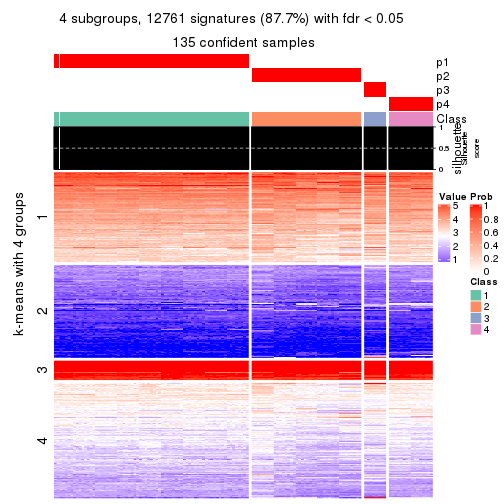 4 subgroups, 12761 signatures (87.7%) with fdr < 0.05
135 confident samples
p1
p2
p3
p4
Class
1
0.5
0
silhouette
Silhouette
score
k-means with 4 groups
1
2
3
4
Value
5
4
3
2
1
Prob
1
0.8
0.6
0.4
0.2
0
Class
1
2
3
4